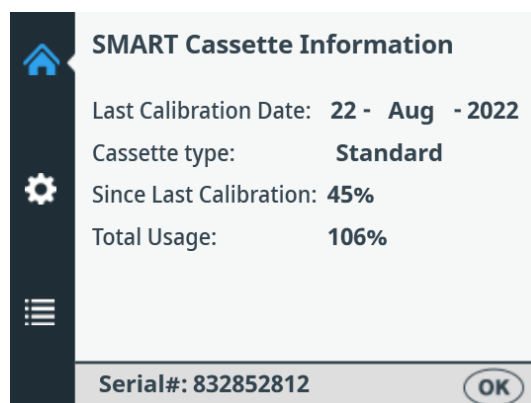 SMART Cassette Information
Last Calibration Date: 22 - Aug - 2022
Cassette type: Standard
Since Last Calibration: 45%
Total Usage: 106%
Serial#: 832852812 OK